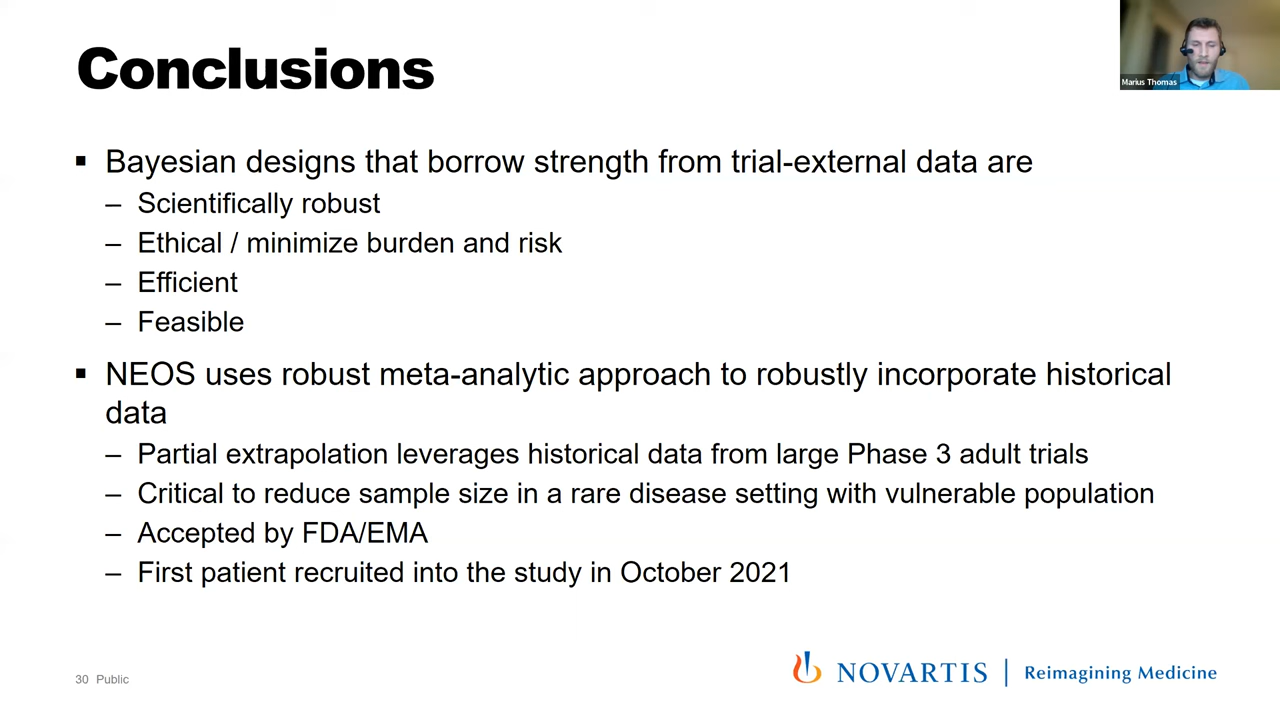 Conclusions
Marius Thomas
▪ Bayesian designs that borrow strength from trial-external data are
– Scientifically robust
– Ethical / minimize burden and risk
– Efficient
– Feasible
▪ NEOS uses robust meta-analytic approach to robustly incorporate historical
data
– Partial extrapolation leverages historical data from large Phase 3 adult trials
– Critical to reduce sample size in a rare disease setting with vulnerable population
– Accepted by FDA/EMA
– First patient recruited into the study in October 2021
30 Public
NOVARTIS | Reimagining Medicine